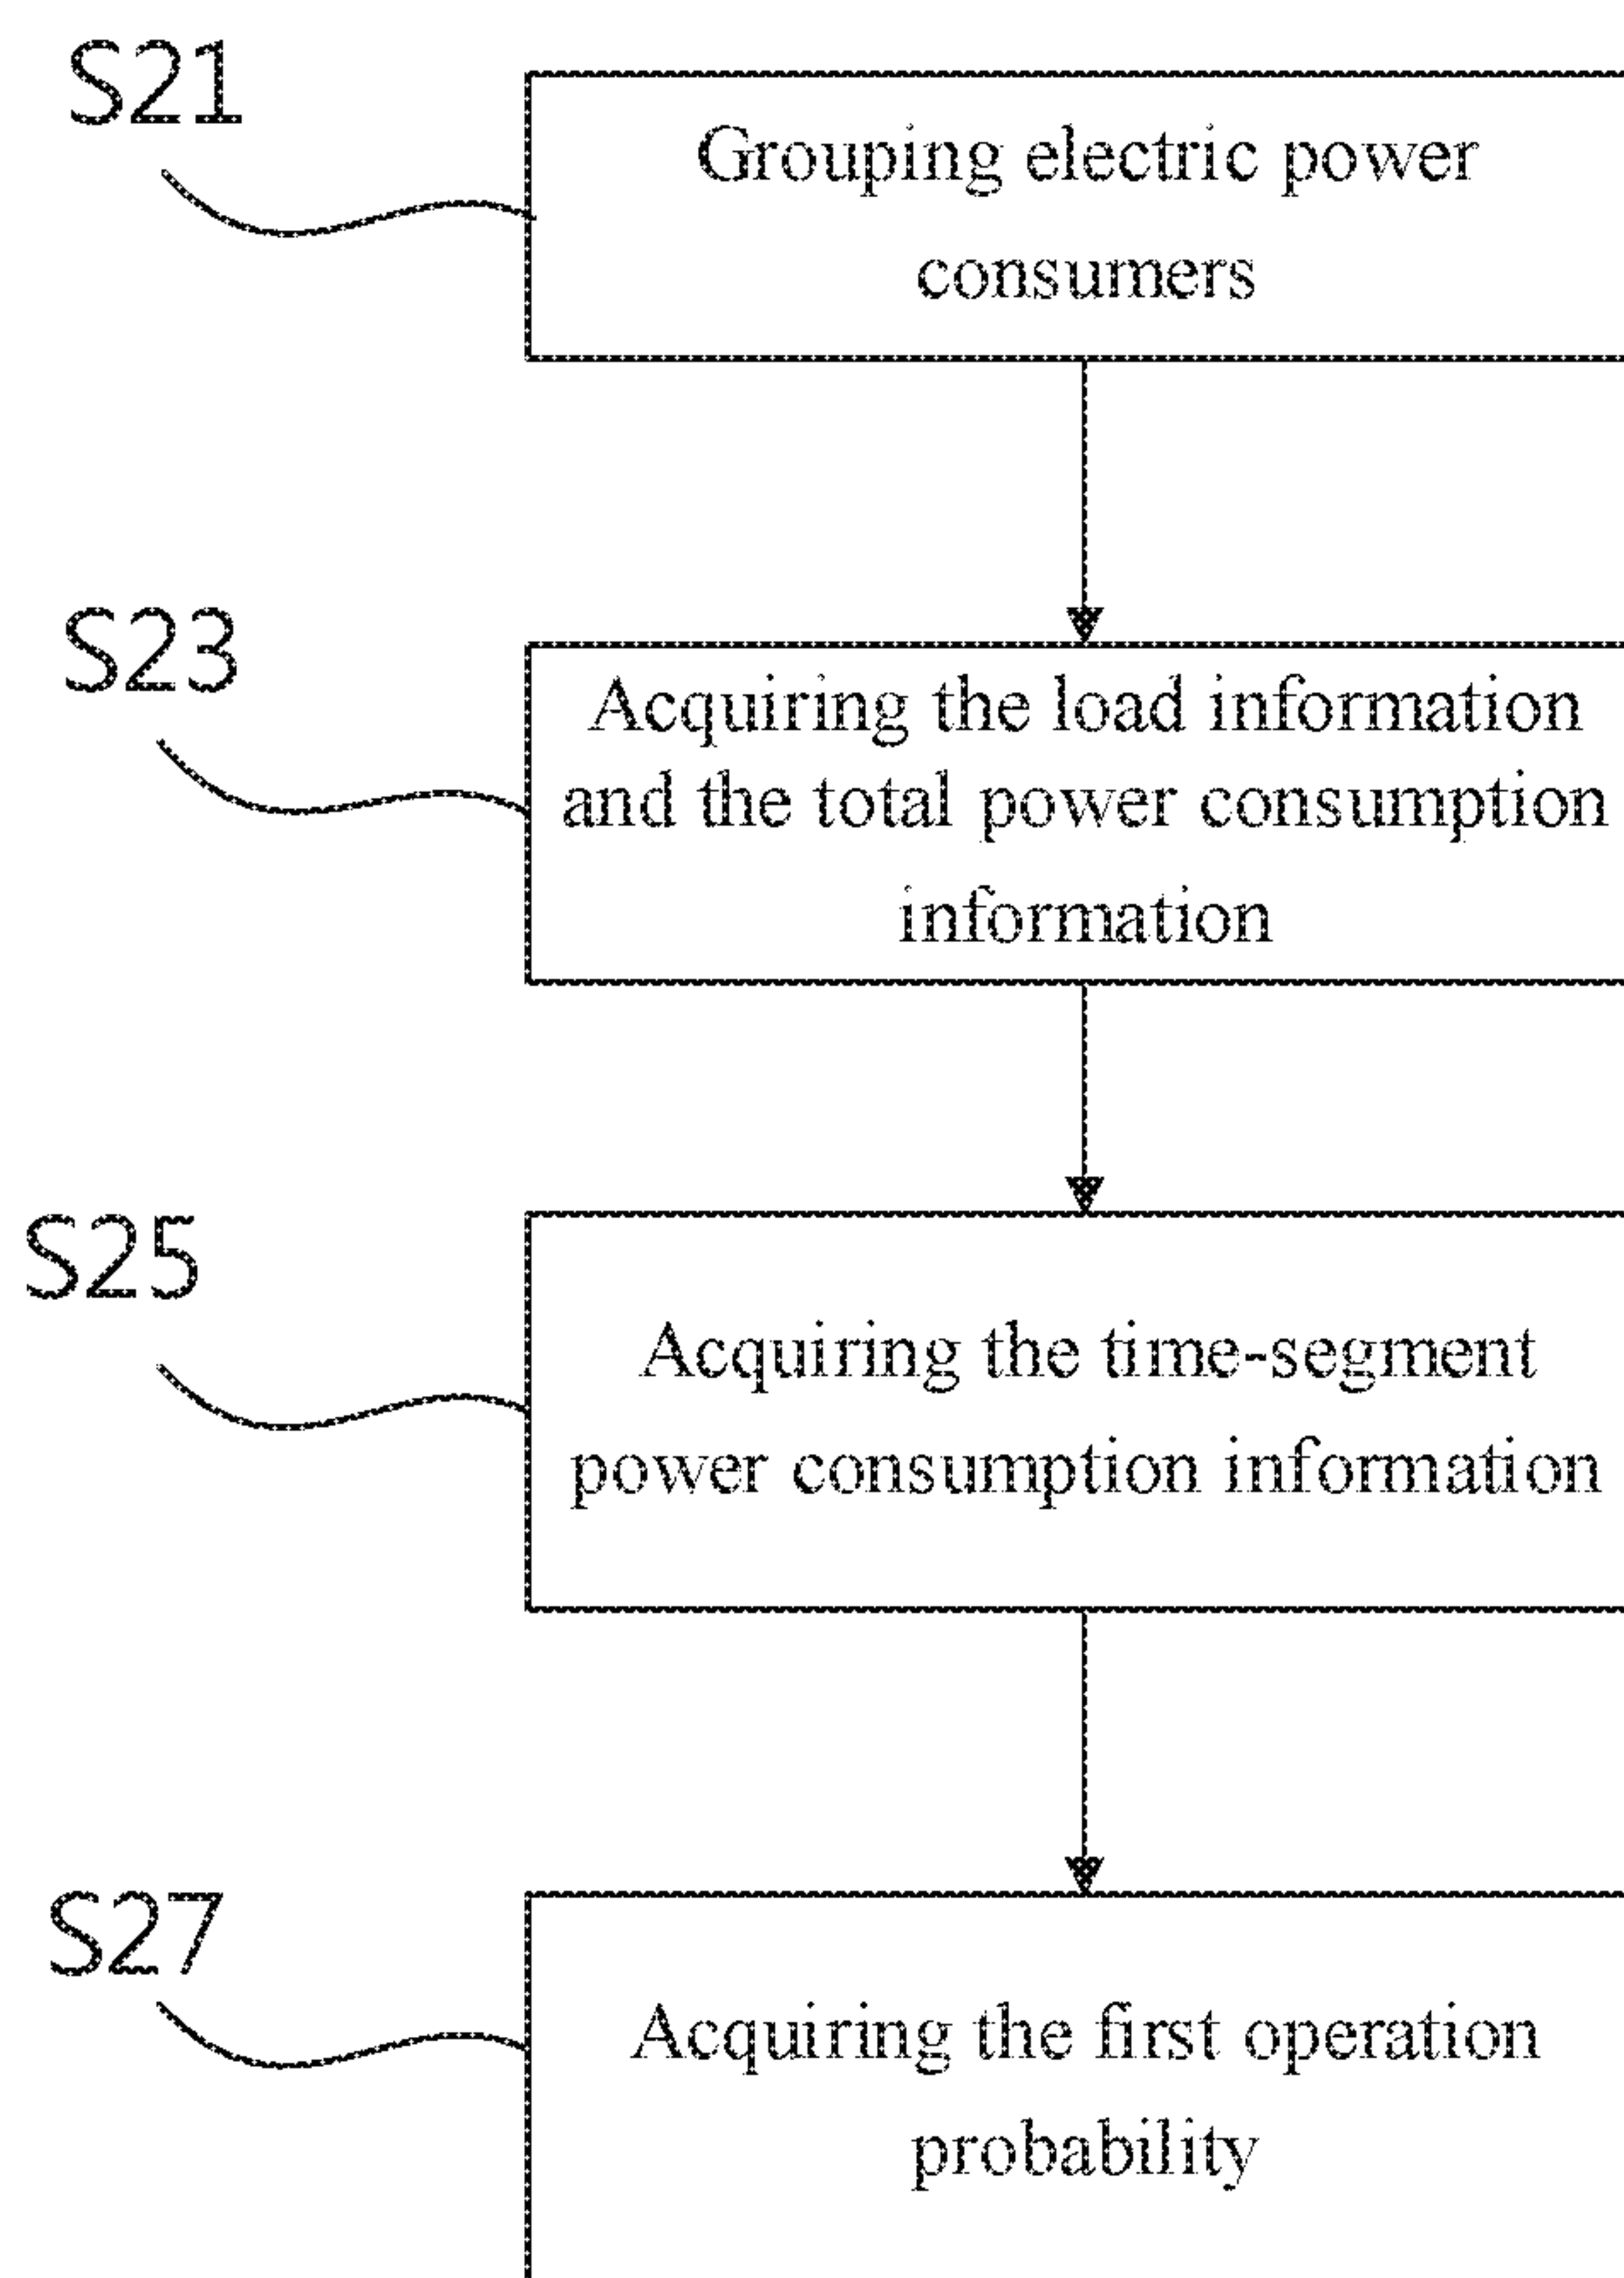 S21
Grouping electric power
consumers
S23
Acquiring the load information
and the total power consumption
information
S25
Acquiring the time-segment
power consumption information
S27
Acquiring the first operation
probability